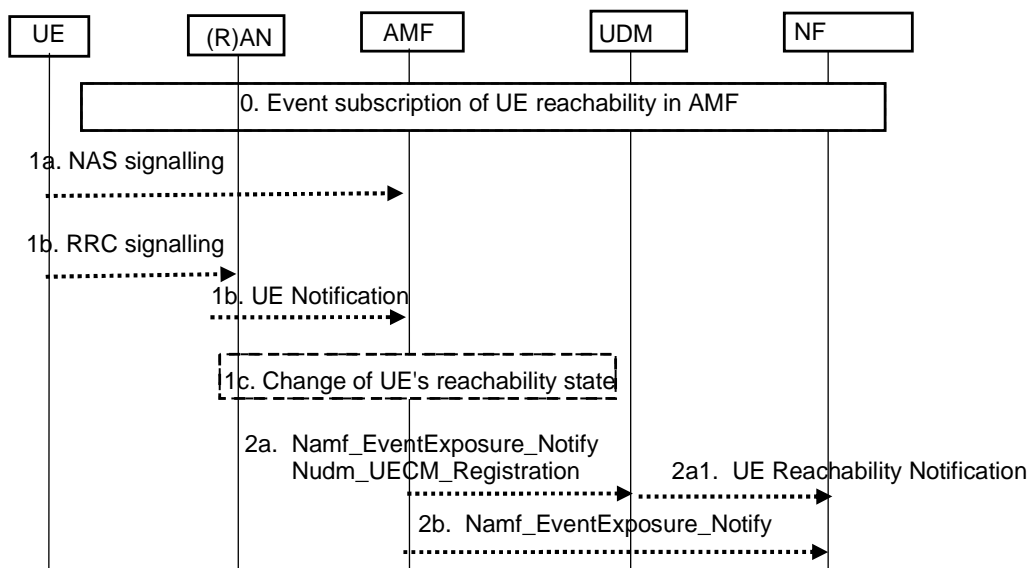 UE
(R)AN
AMF
UDM
NF
0. Event subscription of UE reachability in AMF
1a. NAS signalling
1b. RRC signalling
1b. UE Notification
1c. Change of UE's reachability state
2a. Namf_EventExposure_Notify
Nudm_UECM_Registration
2a1. UE Reachability Notification
2b. Namf_EventExposure_Notify